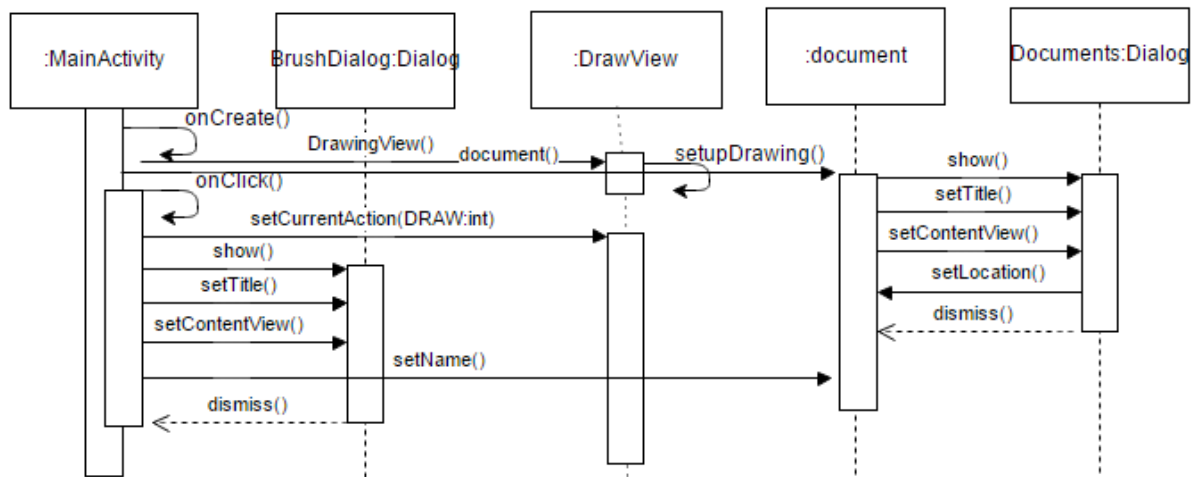 :MainActivity
BrushDialog:Dialog
:DrawView
:document
Documents:Dialog
onCreate()
DrawingView()
document()
setupDrawing()
show()
onClick()
setTitle()
setCurrentAction(DRAW:int)
setContentView()
show()
setLocation()
setTitle()
dismiss()
setContentView()
setName()
dismiss()